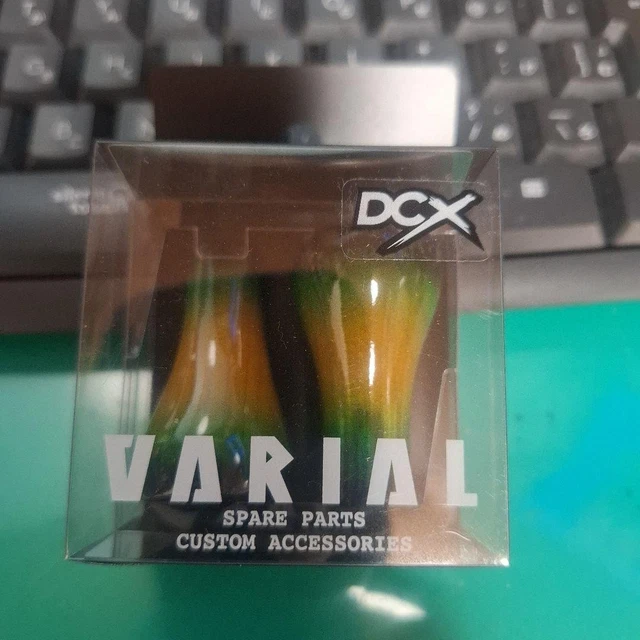 DCX
VARIAL
SPARE PARTS
CUSTOM ACCESSORIES